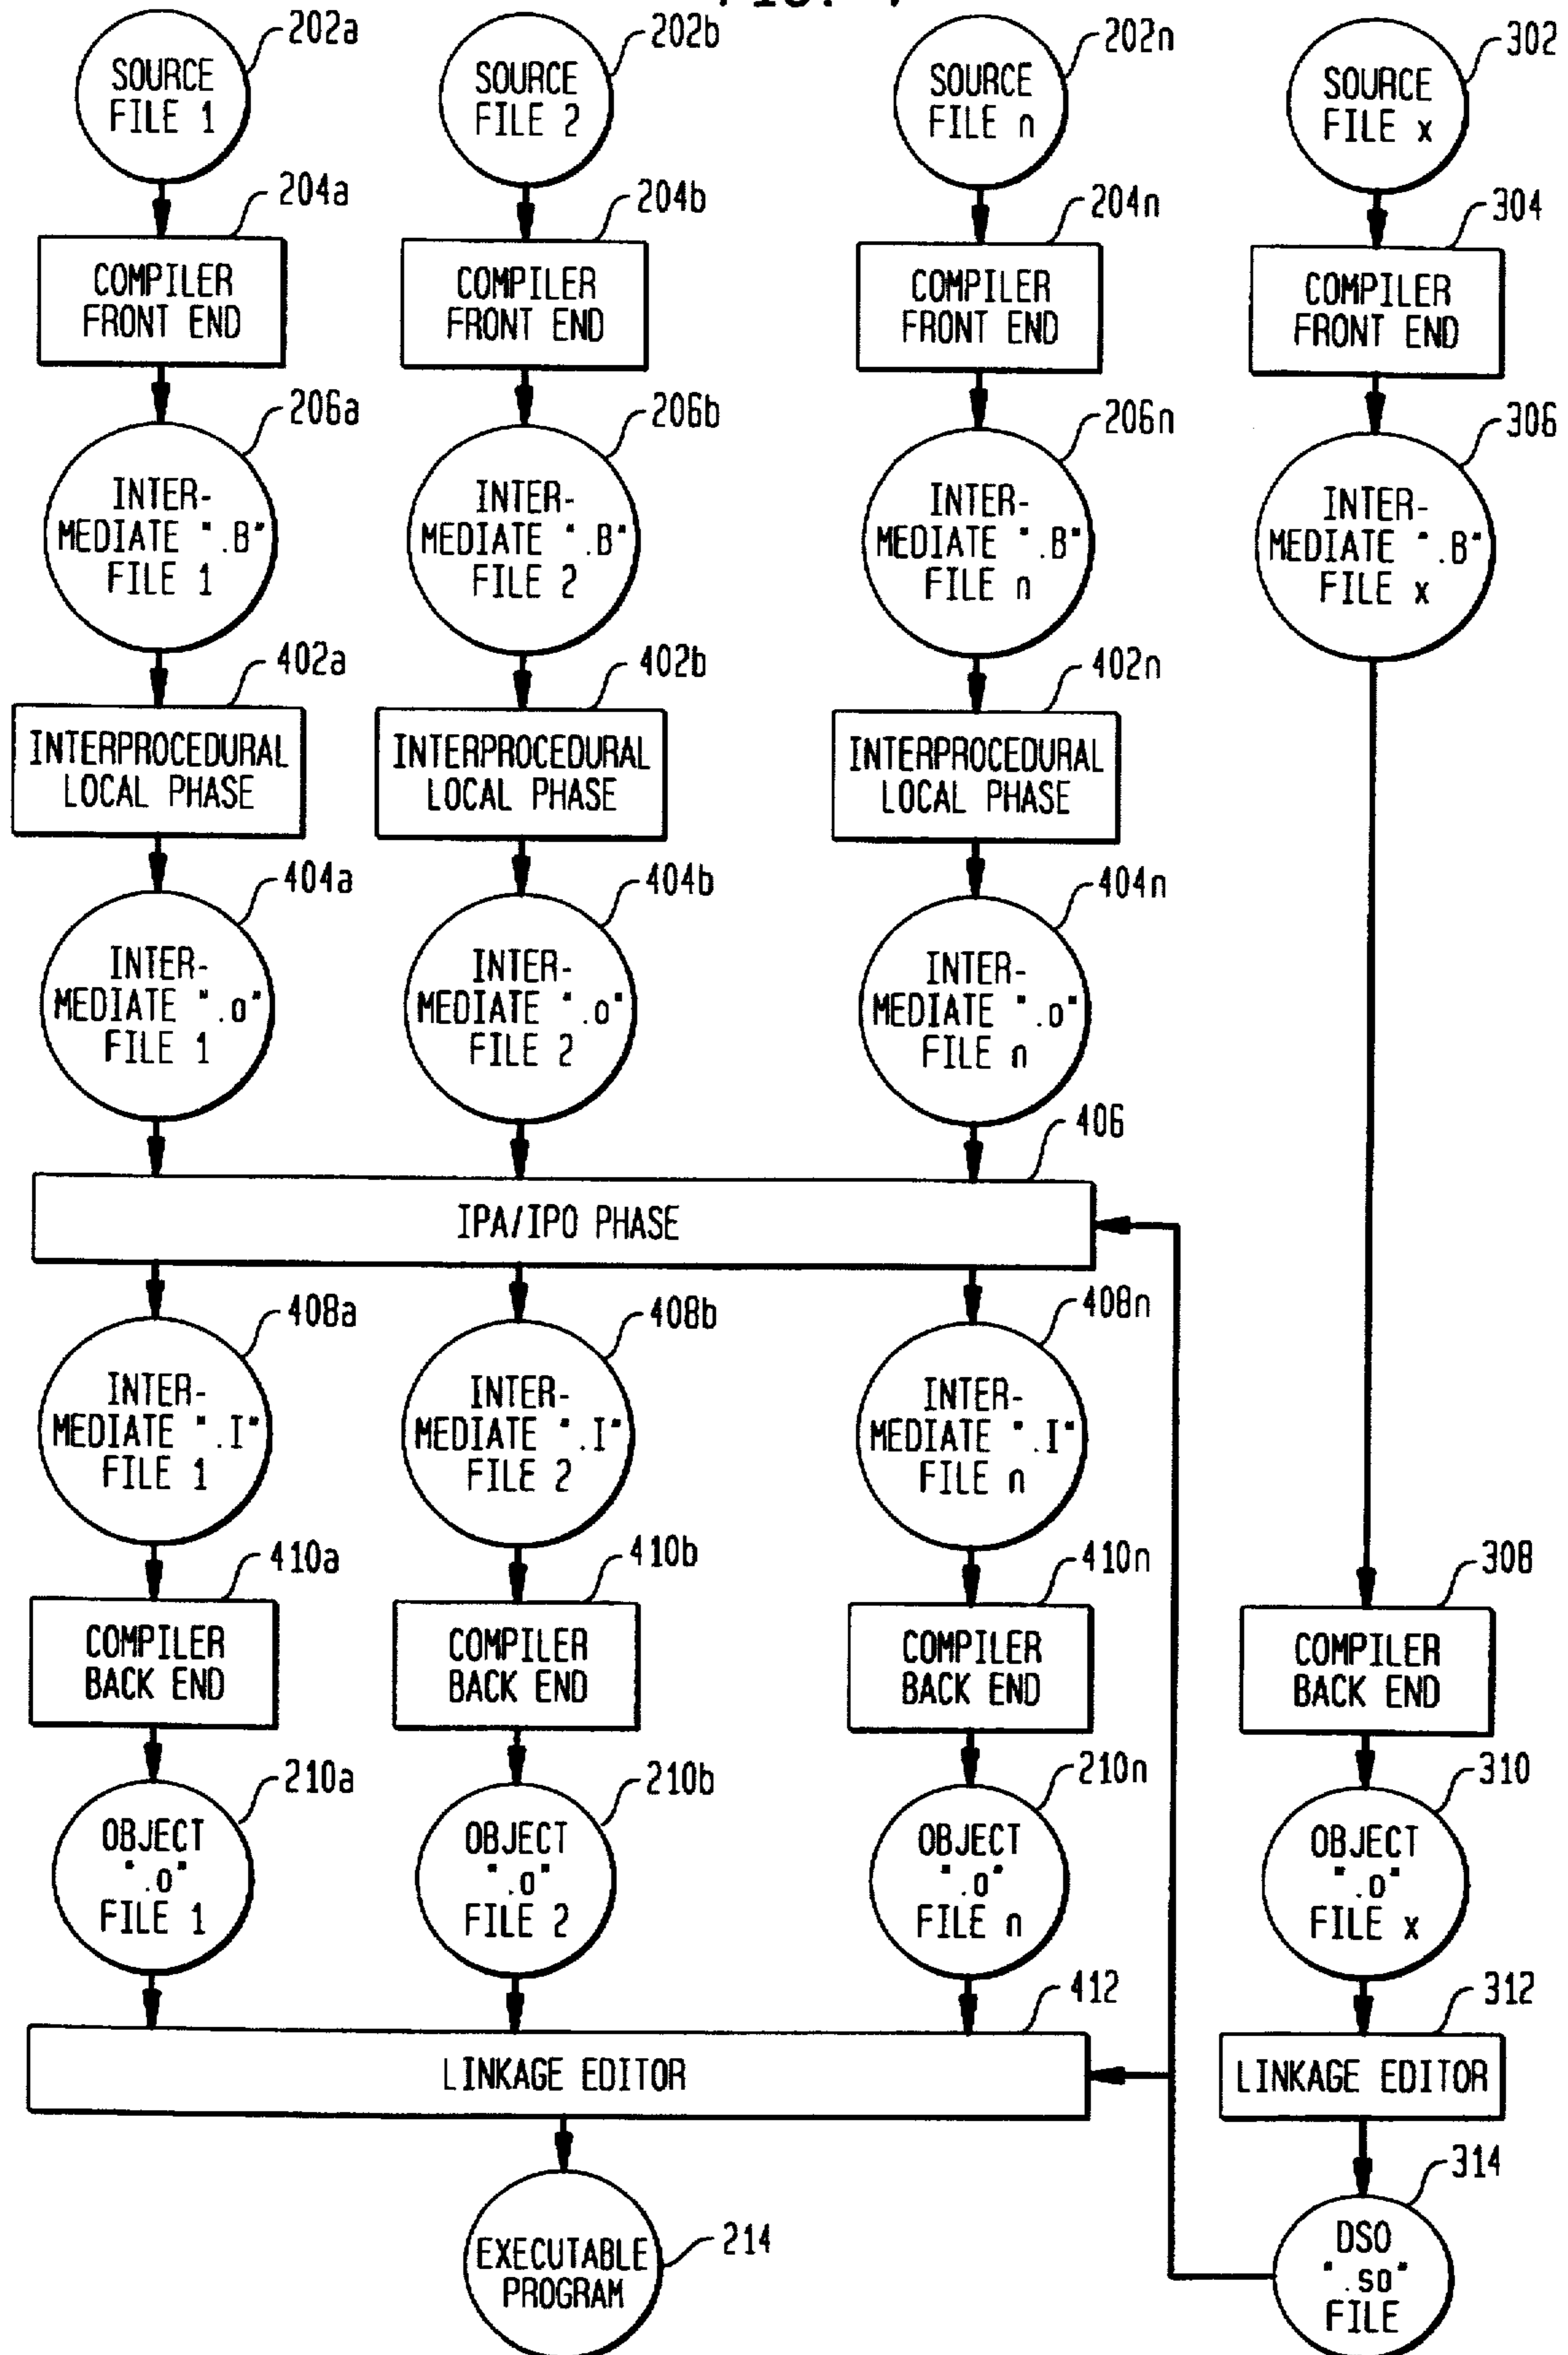 202a
202b
202n
302
SOURCE
FILE 1
SOURCE
FILE 2
SOURCE
FILE n
SOURCE
FILE x
204a
204b
204n
304
COMPILER
FRONT END
COMPILER
FRONT END
COMPILER
FRONT END
COMPILER
FRONT END
206a
206b
206n
306
INTER-
MEDIATE ".B"
FILE 1
INTER-
MEDIATE ".B"
FILE 2
INTER-
MEDIATE ".B"
FILE n
INTER-
MEDIATE ".B"
FILE x
402a
402b
402n
INTERPROCEDURAL
LOCAL PHASE
INTERPROCEDURAL
LOCAL PHASE
INTERPROCEDURAL
LOCAL PHASE
404a
404b
404n
INTER-
MEDIATE ".o"
FILE 1
INTER-
MEDIATE ".o"
FILE 2
INTER-
MEDIATE ".o"
FILE n
406
IPA/IPO PHASE
408a
408b
408n
INTER-
MEDIATE ".I"
FILE 1
INTER-
MEDIATE ".I"
FILE 2
INTER-
MEDIATE ".I"
FILE n
410a
410b
410n
308
COMPILER
BACK END
COMPILER
BACK END
COMPILER
BACK END
COMPILER
BACK END
210a
210b
210n
310
OBJECT
".o"
FILE 1
OBJECT
".o"
FILE 2
OBJECT
".o"
FILE n
OBJECT
".o"
FILE x
412
312
LINKAGE EDITOR
LINKAGE EDITOR
314
214
EXECUTABLE
PROGRAM
DSO
".so"
FILE